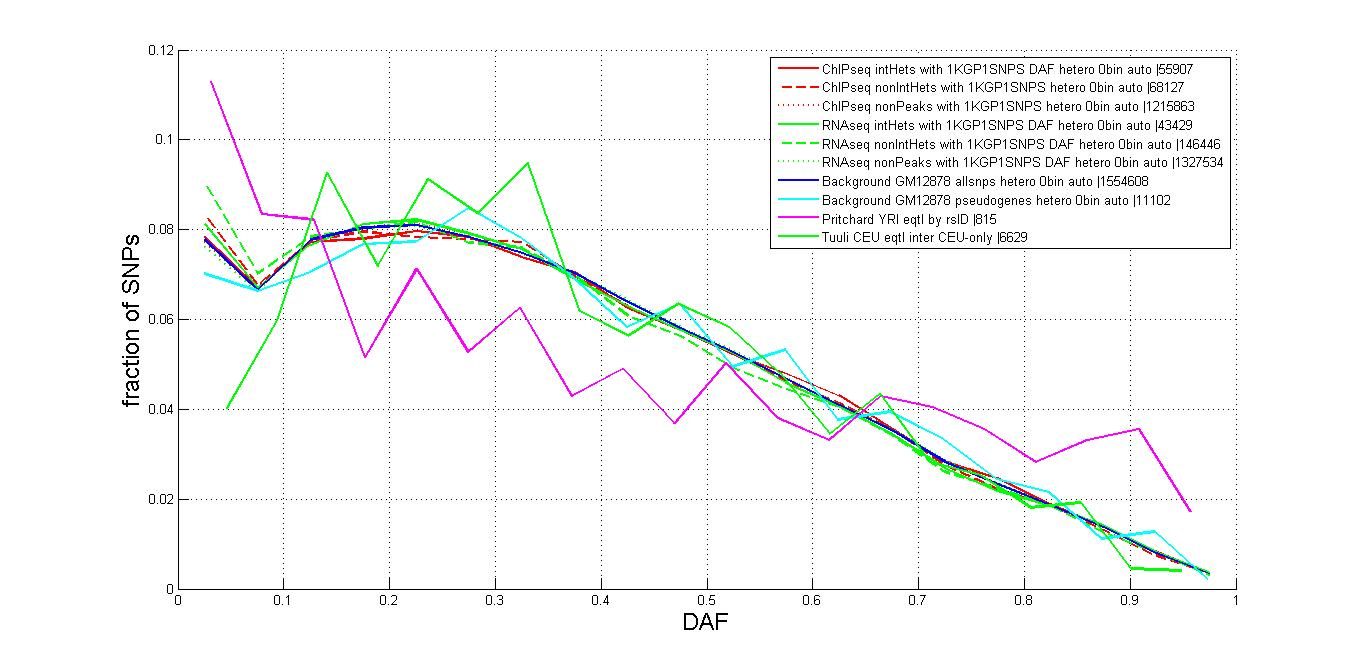 0.12
0.1
0.08
0.06
0.04
0.02
0
fraction of SNPs
ChIPseq intHets with 1KGP1SNPS DAF hetero 0bin auto |55907
ChIPseq nonIntHets with 1KGP1SNPS hetero 0bin auto |68127
ChIPseq nonPeaks with 1KGP1SNPS hetero 0bin auto |1215863
RNAseq intHets with 1KGP1SNPS DAF hetero 0bin auto |43429
RNAseq nonIntHets with 1KGP1SNPS DAF hetero 0bin auto |146446
RNAseq nonPeaks with 1KGP1SNPS DAF hetero 0bin auto |1327534
Background GM12878 allsnps hetero 0bin auto |1554608
Background GM12878 pseudogenes hetero 0bin auto |11102
Pritchard YRI eqtl by rsID |815
Tuuli CEU eqtl inter CEU-only |6629
0 0.1 0.2 0.3 0.4 0.5 0.6 0.7 0.8 0.9 1
DAF